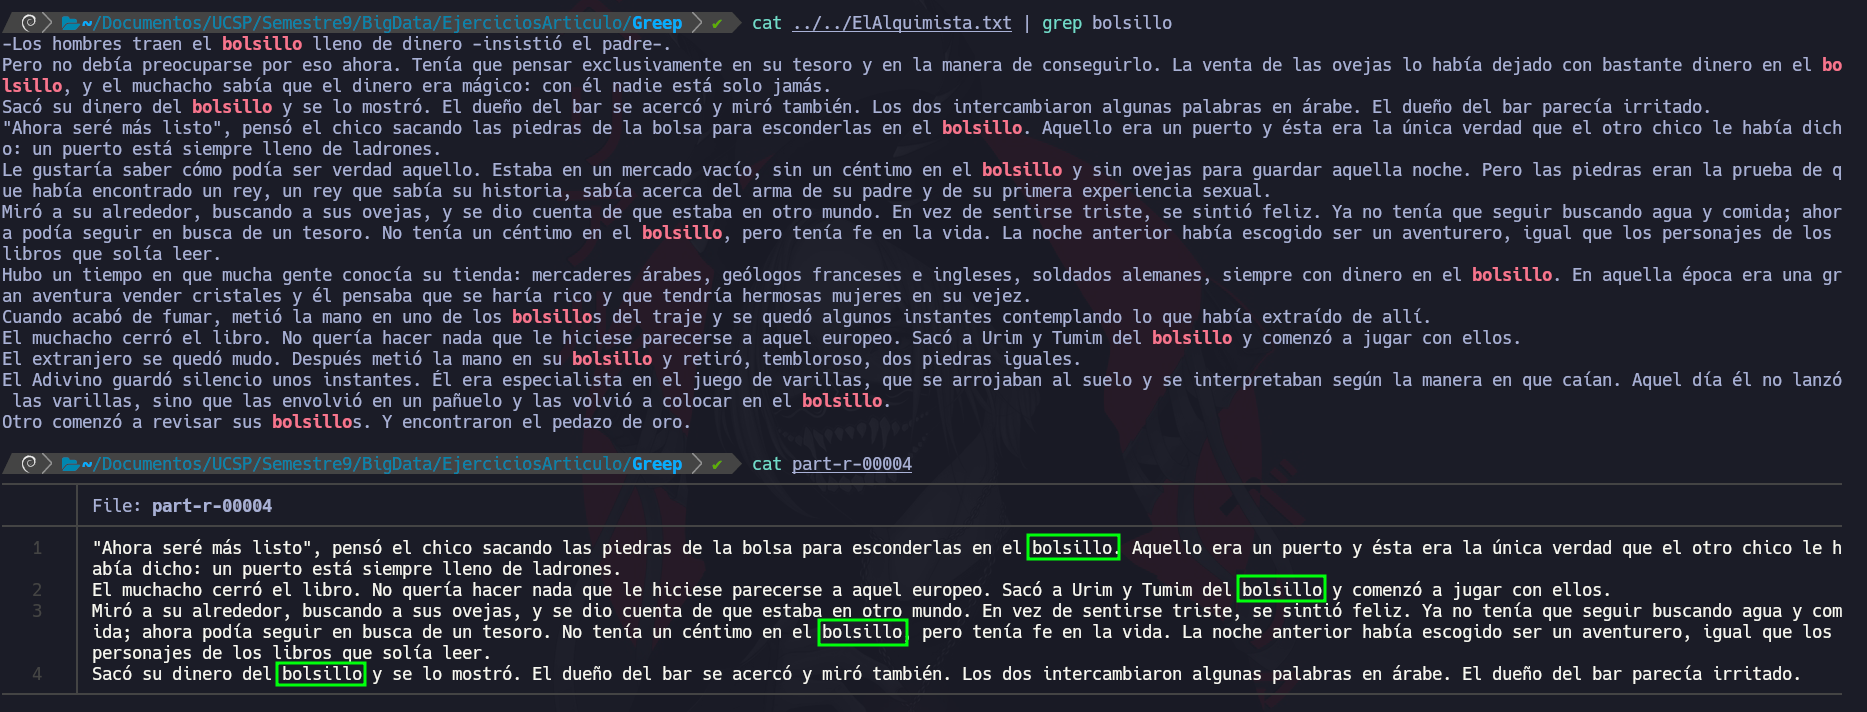 ~/Documentos/UCSP/Semestre9/BigData/EjerciciosArticulo/Greep ✔ cat ../../ElAlquimista.txt | grep bolsillo
-Los hombres traen el bolsillo lleno de dinero -insistió el padre-.
Pero no debía preocuparse por eso ahora. Tenía que pensar exclusivamente en su tesoro y en la manera de conseguirlo. La venta de las ovejas lo había dejado con bastante dinero en el bo
lsillo, y el muchacho sabía que el dinero era mágico: con él nadie está solo jamás.
Sacó su dinero del bolsillo y se lo mostró. El dueño del bar se acercó y miró también. Los dos intercambiaron algunas palabras en árabe. El dueño del bar parecía irritado.
"Ahora seré más listo", pensó el chico sacando las piedras de la bolsa para esconderlas en el bolsillo. Aquello era un puerto y ésta era la única verdad que el otro chico le había dich
o: un puerto está siempre lleno de ladrones.
Le gustaría saber cómo podía ser verdad aquello. Estaba en un mercado vacío, sin un céntimo en el bolsillo y sin ovejas para guardar aquella noche. Pero las piedras eran la prueba de q
ue había encontrado un rey, un rey que sabía su historia, sabía acerca del arma de su padre y de su primera experiencia sexual.
Miró a su alrededor, buscando a sus ovejas, y se dio cuenta de que estaba en otro mundo. En vez de sentirse triste, se sintió feliz. Ya no tenía que seguir buscando agua y comida; ahor
a podía seguir en busca de un tesoro. No tenía un céntimo en el bolsillo, pero tenía fe en la vida. La noche anterior había escogido ser un aventurero, igual que los personajes de los
libros que solía leer.
Hubo un tiempo en que mucha gente conocía su tienda: mercaderes árabes, geólogos franceses e ingleses, soldados alemanes, siempre con dinero en el bolsillo. En aquella época era una gr
an aventura vender cristales y él pensaba que se haría rico y que tendría hermosas mujeres en su vejez.
Cuando acabó de fumar, metió la mano en uno de los bolsillos del traje y se quedó algunos instantes contemplando lo que había extraído de allí.
El muchacho cerró el libro. No quería hacer nada que le hiciese parecerse a aquel europeo. Sacó a Urim y Tumim del bolsillo y comenzó a jugar con ellos.
El extranjero se quedó mudo. Después metió la mano en su bolsillo y retiró, tembloroso, dos piedras iguales.
El Adivino guardó silencio unos instantes. Él era especialista en el juego de varillas, que se arrojaban al suelo y se interpretaban según la manera en que caían. Aquel día él no lanzó
las varillas, sino que las envolvió en un pañuelo y las volvió a colocar en el bolsillo.
Otro comenzó a revisar sus bolsillos. Y encontraron el pedazo de oro.
~/Documentos/UCSP/Semestre9/BigData/EjerciciosArticulo/Greep ✔ cat part-r-00004
File: part-r-00004
1 "Ahora seré más listo", pensó el chico sacando las piedras de la bolsa para esconderlas en el bolsillo. Aquello era un puerto y ésta era la única verdad que el otro chico le h
abía dicho: un puerto está siempre lleno de ladrones.
2 El muchacho cerró el libro. No quería hacer nada que le hiciese parecerse a aquel europeo. Sacó a Urim y Tumim del bolsillo y comenzó a jugar con ellos.
3 Miró a su alrededor, buscando a sus ovejas, y se dio cuenta de que estaba en otro mundo. En vez de sentirse triste, se sintió feliz. Ya no tenía que seguir buscando agua y com
ida; ahora podía seguir en busca de un tesoro. No tenía un céntimo en el bolsillo, pero tenía fe en la vida. La noche anterior había escogido ser un aventurero, igual que los
personajes de los libros que solía leer.
4 Sacó su dinero del bolsillo y se lo mostró. El dueño del bar se acercó y miró también. Los dos intercambiaron algunas palabras en árabe. El dueño del bar parecía irritado.